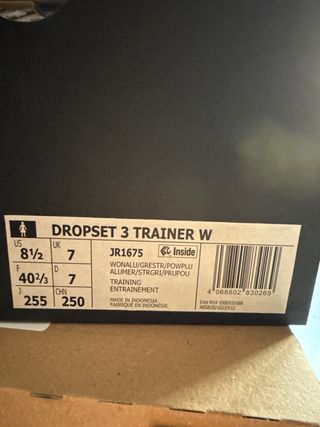 DROPSET 3 TRAINER W
US 8½ UK 7
F 40⅔ D 7
J 255 CHN 250
JR1675 Inside
WONALU/GRESTR/POWPLU
ALUMER/STRGRI/PRUPOU
TRAINING
ENTRAINEMENT
MADE IN INDONESIA
FABRIQUÉ EN INDONÉSIE
4 068802 830269